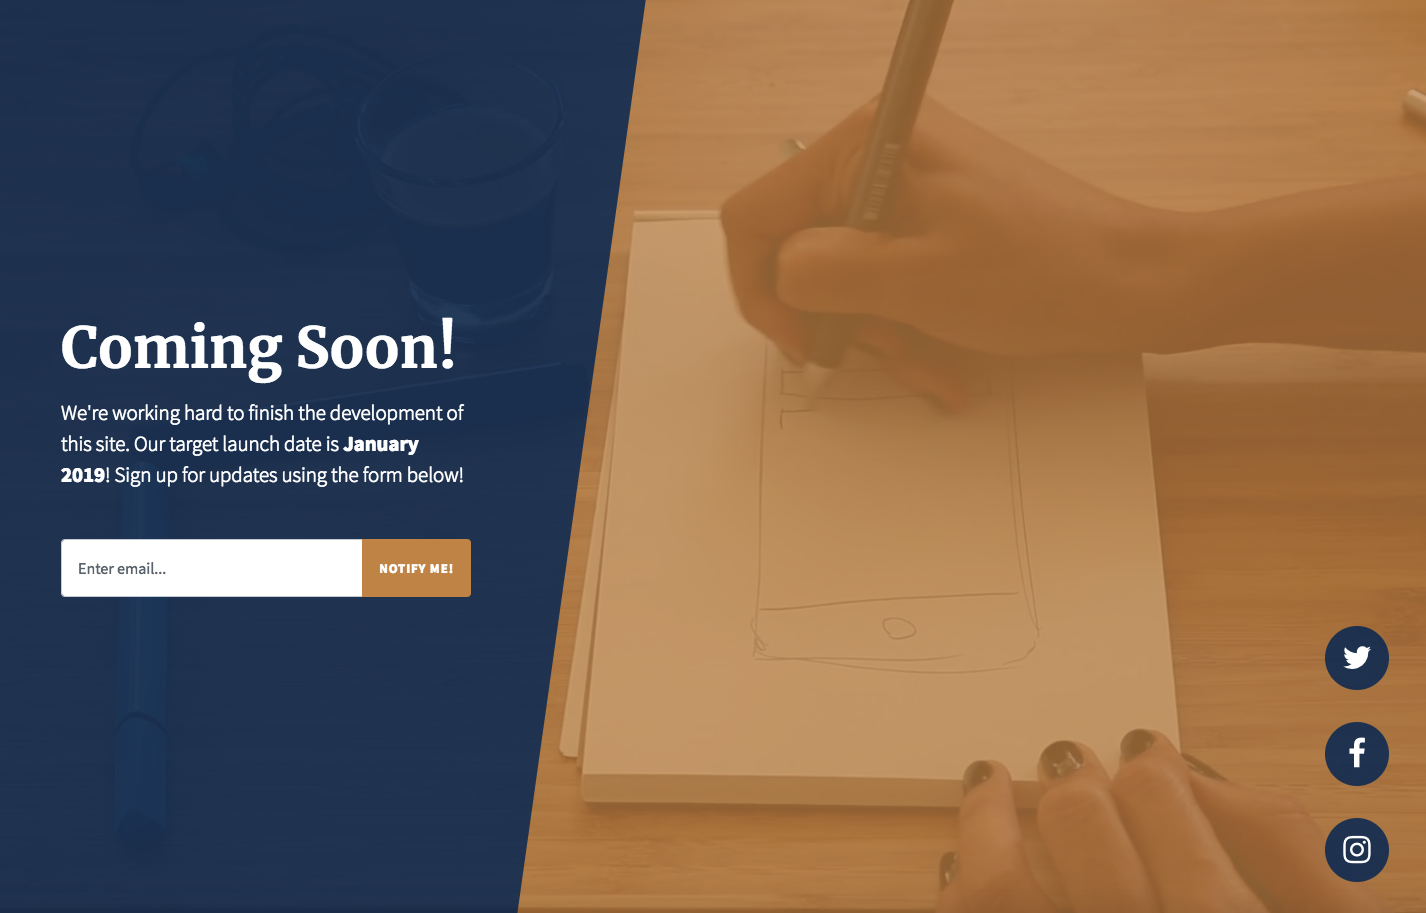 Coming Soon!
We're working hard to finish the development of
this site. Our target launch date is January
2019! Sign up for updates using the form below!
Enter email...
NOTIFY ME!